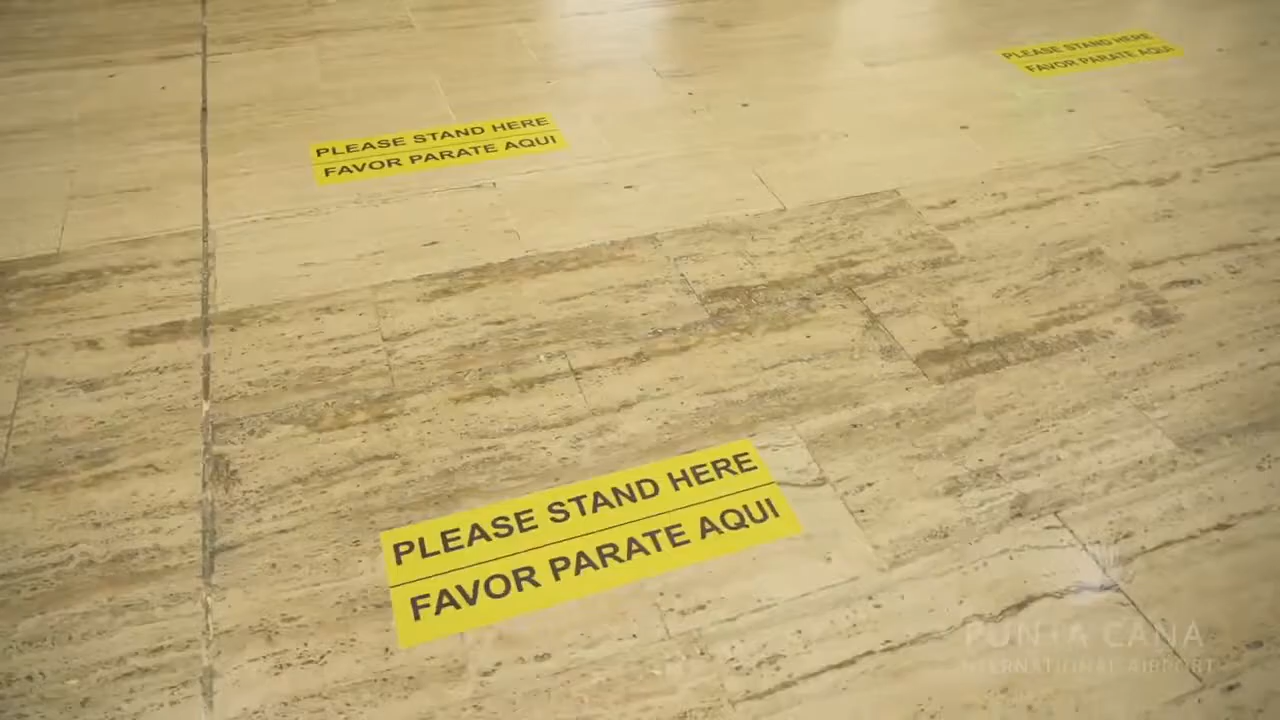 PLEASE STAND HERE
FAVOR PARATE AQUI
PLEASE STAND HERE
FAVOR PARATE AQUI
PLEASE STAND HERE
FAVOR PARATE AQUI
PUNTA CANA
INTERNATIONAL AIRPORT